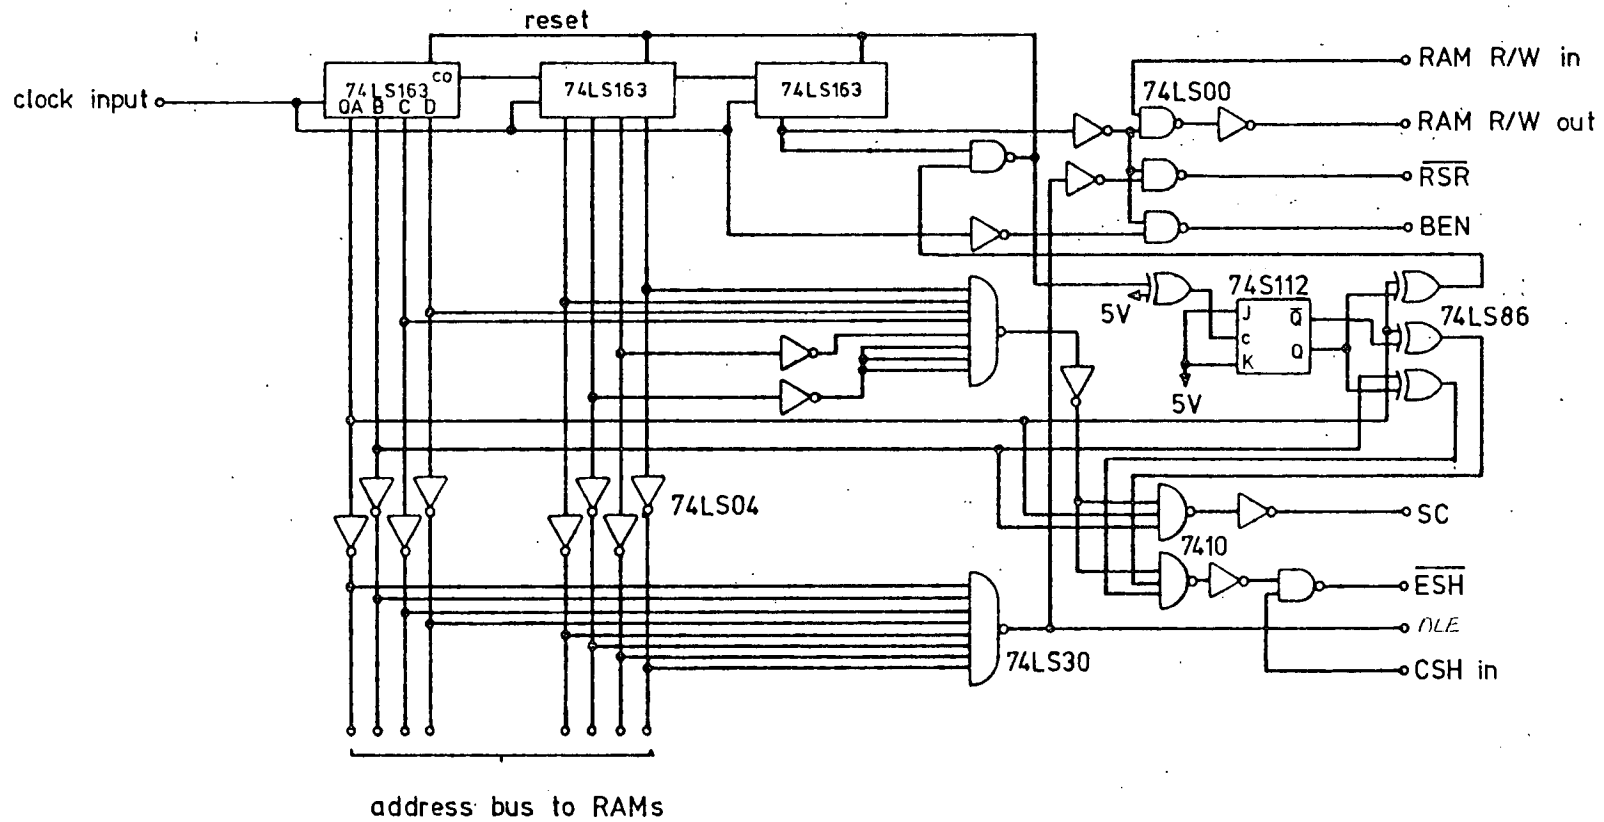 reset
clock input
74LS163
CO
QA B C D
74LS163
74LS163
74LS00
RAM R/W in
RAM R/W out
RSR
BEN
5V
74S112
J
C
K
Q
Q
5V
74LS86
74LS04
SC
7410
ESH
74LS30
CSH in
address bus to RAMs